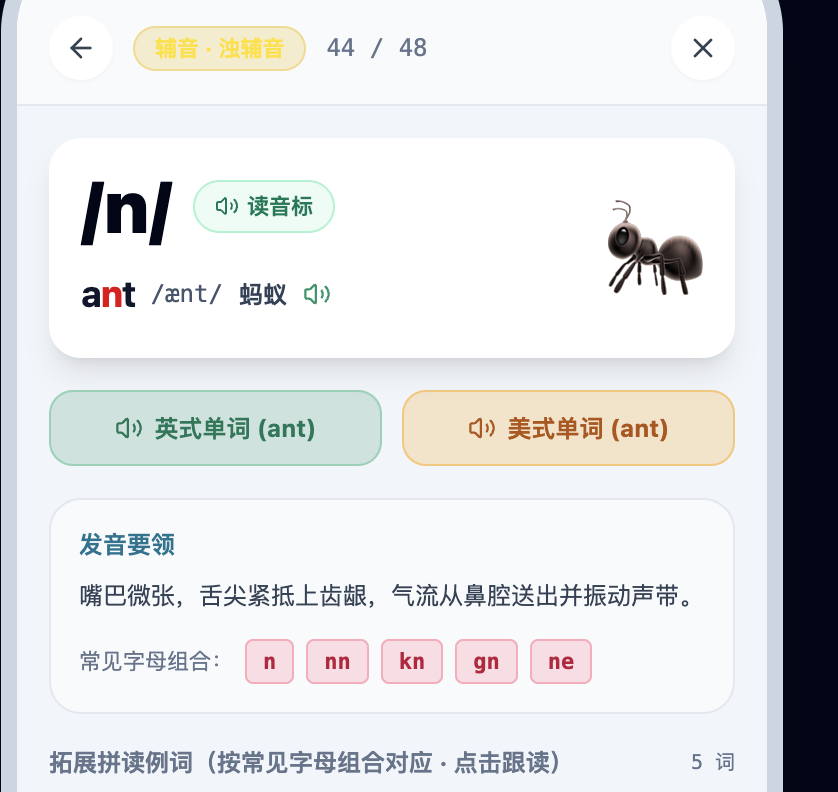 辅音 · 浊辅音 44 / 48
/n/ 读音标
ant /ænt/ 蚂蚁
英式单词 (ant) 美式单词 (ant)
发音要领
嘴巴微张，舌尖紧抵上齿龈，气流从鼻腔送出并振动声带。
常见字母组合： n nn kn gn ne
拓展拼读例词（按常见字母组合对应 · 点击跟读） 5 词